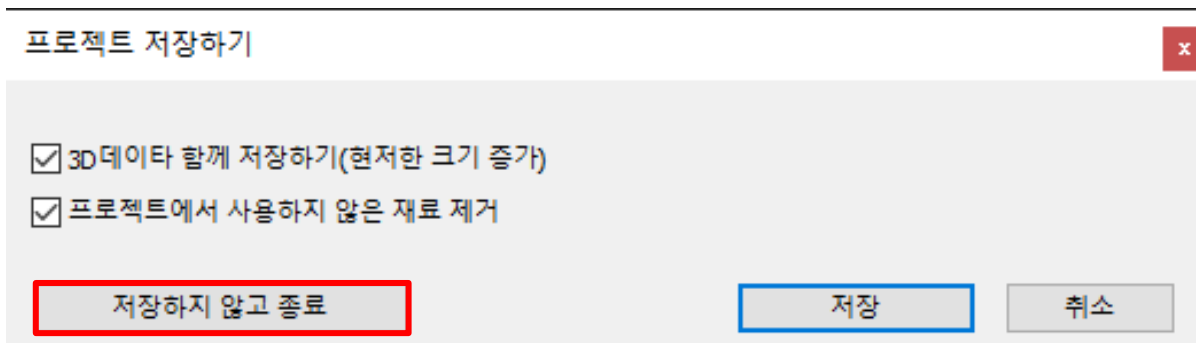 프로젝트 저장하기
x
3D데이타 함께 저장하기(현저한 크기 증가)
프로젝트에서 사용하지 않은 재료 제거
저장하지 않고 종료 저장 취소